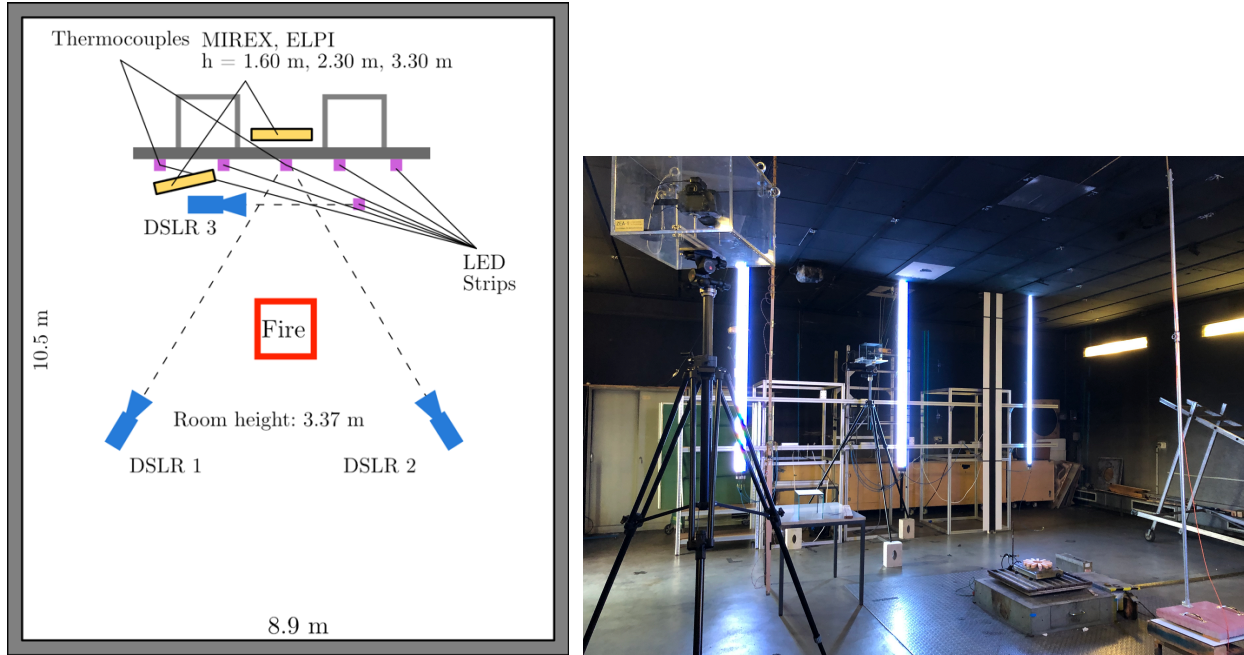 Thermocouples
MIREX, ELPI
h = 1.60 m, 2.30 m, 3.30 m
DSLR 3
LED
Strips
Fire
10.5 m
Room height: 3.37 m
DSLR 1
DSLR 2
8.9 m